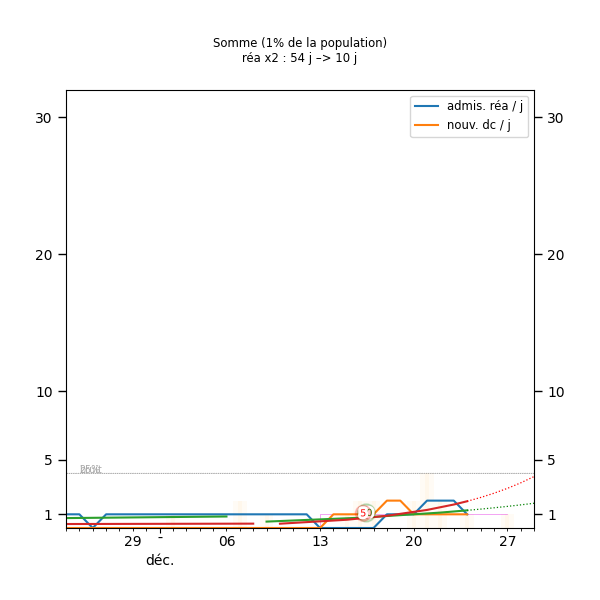 Somme (1% de la population)
réa x2 : 54 j –> 10 j
admis. réa / j
nouv. dc / j
30 30
20 20
10 10
5 5
1 1
29 - 06 13 20 27
déc.